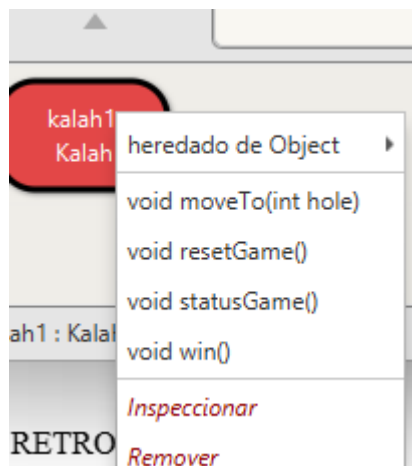 kalah1
Kalah
heredado de Object
void moveTo(int hole)
void resetGame()
void statusGame()
void win()
ah1 : Kalah
Inspeccionar
RETRO
Remover